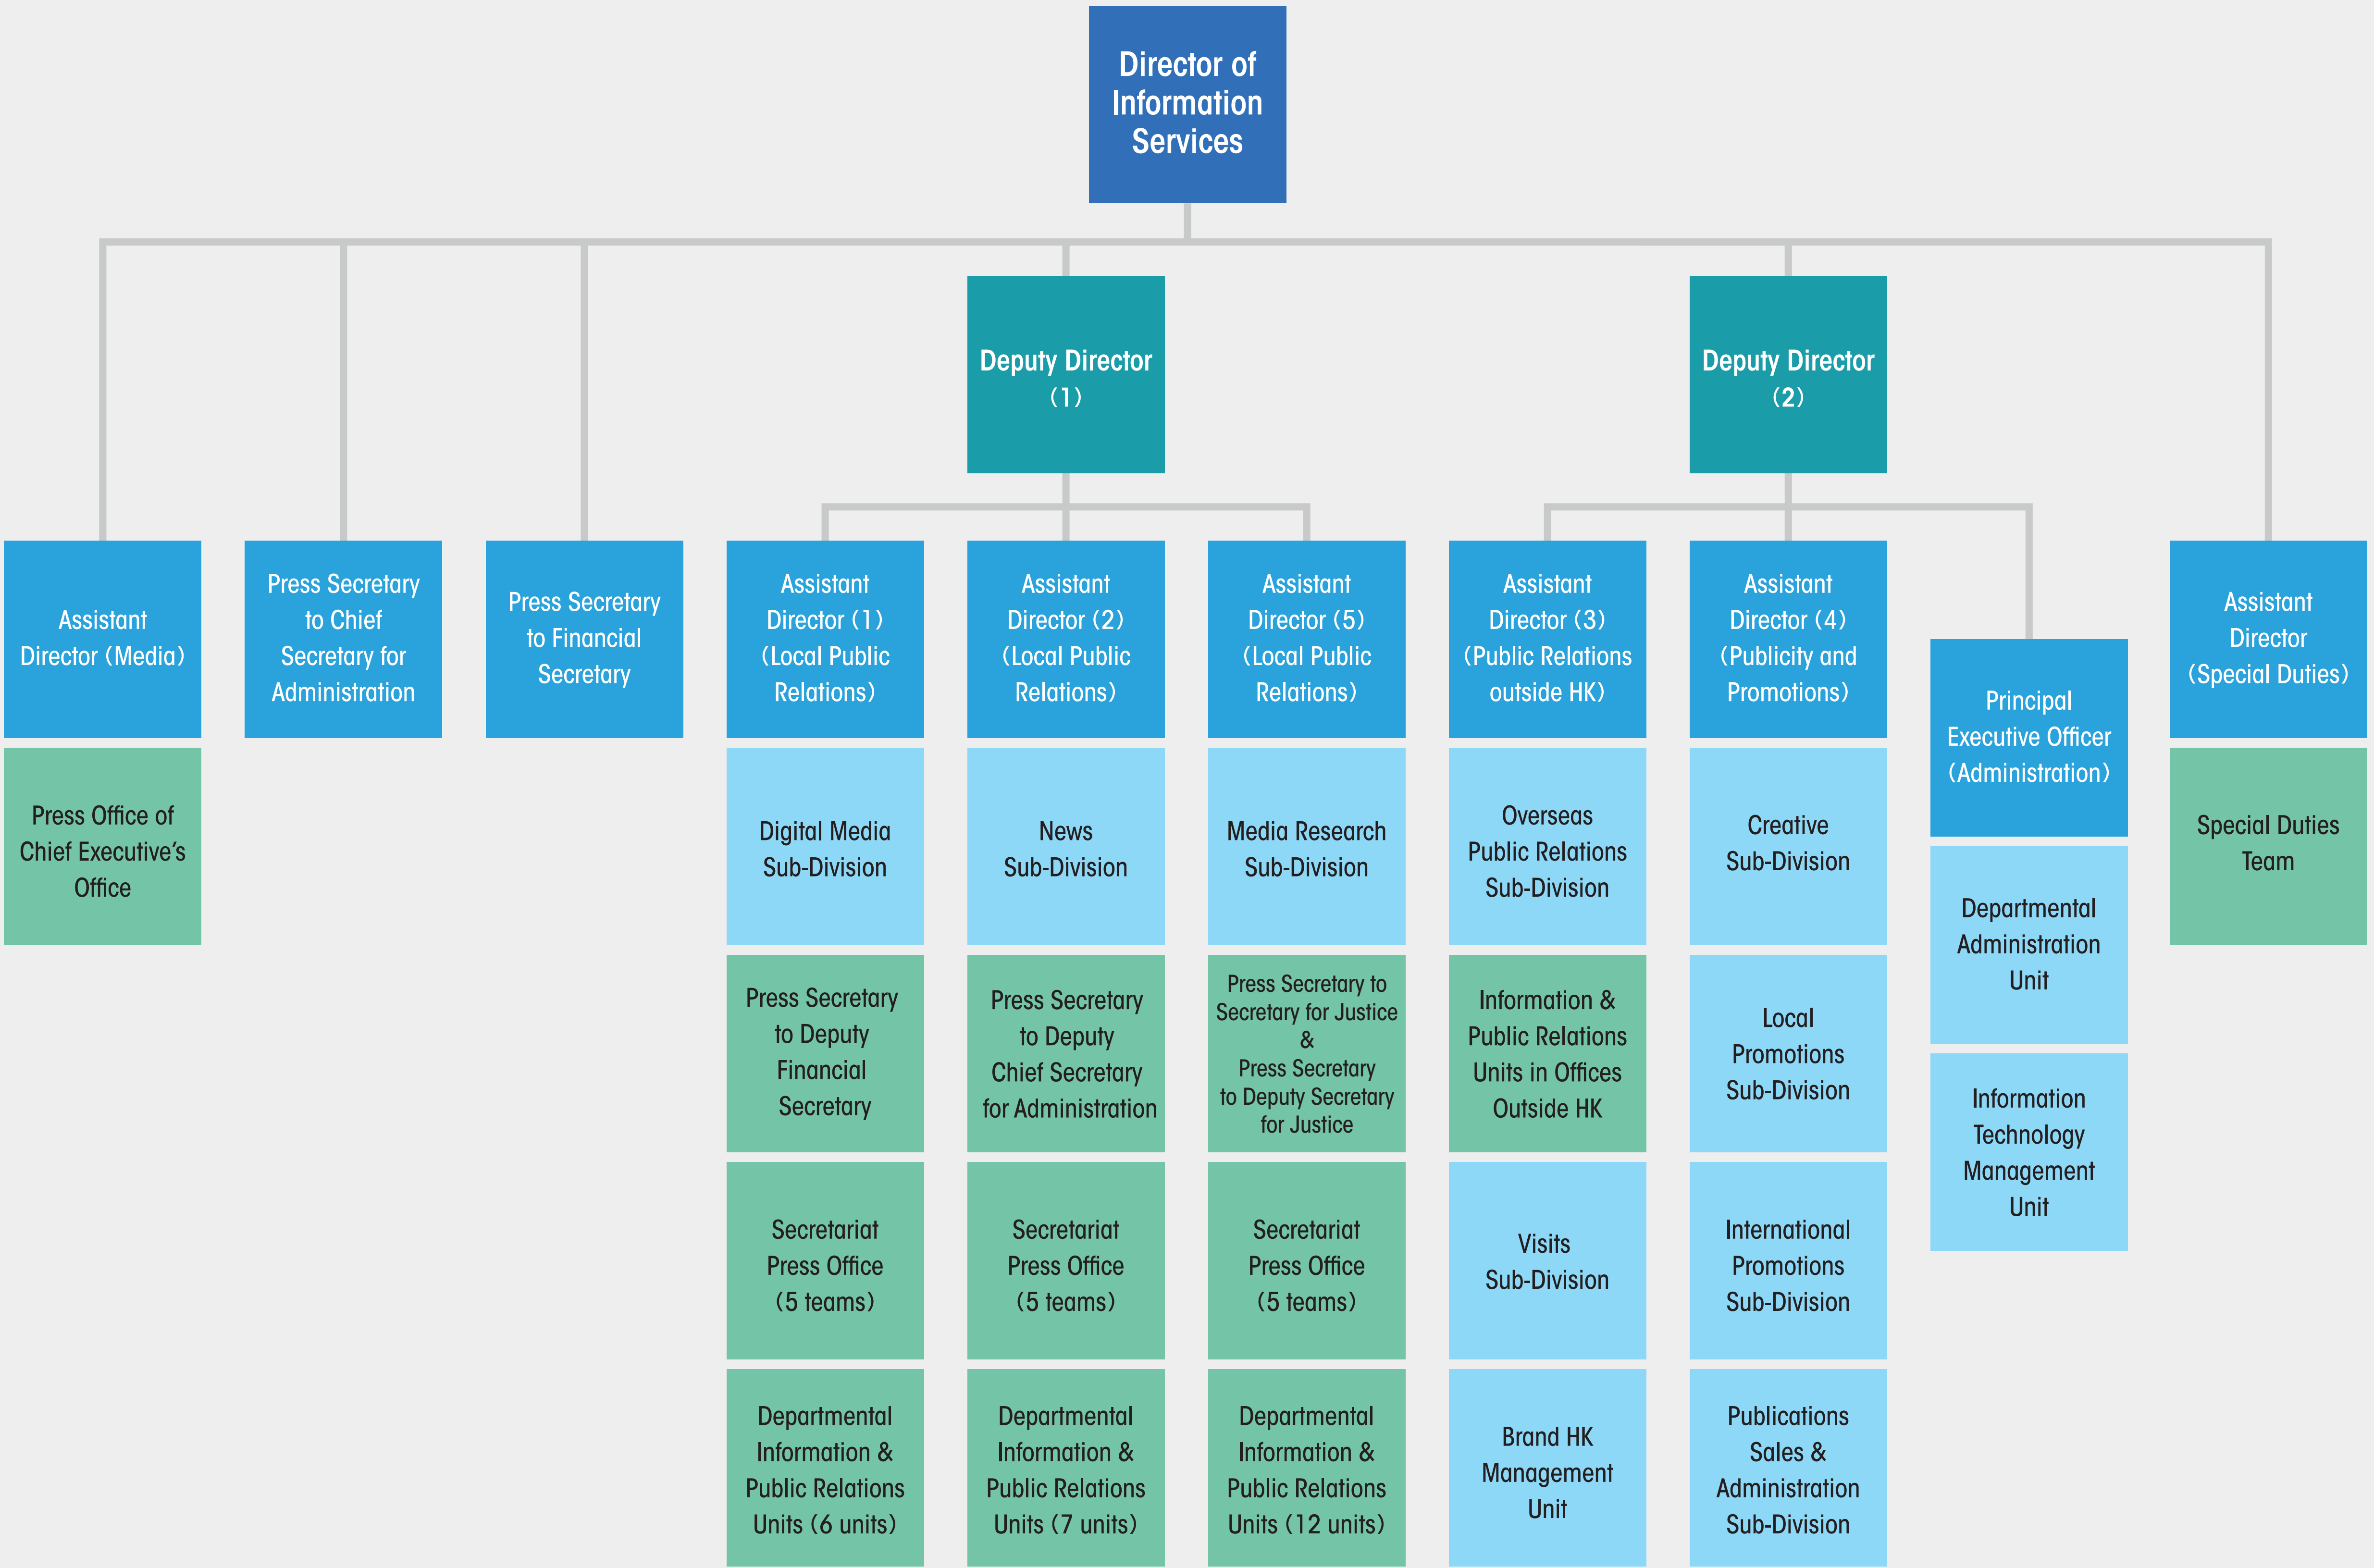 Director of
Information
Services
Deputy Director
(1)
Deputy Director
(2)
Assistant
Director (Media)
Press Secretary
to Chief
Secretary for
Administration
Press Secretary
to Financial
Secretary
Assistant
Director (1)
(Local Public
Relations)
Assistant
Director (2)
(Local Public
Relations)
Assistant
Director (5)
(Local Public
Relations)
Assistant
Director (3)
(Public Relations
outside HK)
Assistant
Director (4)
(Publicity and
Promotions)
Principal
Executive Officer
(Administration)
Assistant
Director
(Special Duties)
Press Office of
Chief Executive’s
Office
Digital Media
Sub-Division
News
Sub-Division
Media Research
Sub-Division
Overseas
Public Relations
Sub-Division
Creative
Sub-Division
Departmental
Administration
Unit
Special Duties
Team
Press Secretary
to Deputy
Financial
Secretary
Press Secretary
to Deputy
Chief Secretary
for Administration
Press Secretary to
Secretary for Justice
&
Press Secretary
to Deputy Secretary
for Justice
Information &
Public Relations
Units in Offices
Outside HK
Local
Promotions
Sub-Division
Information
Technology
Management
Unit
Secretariat
Press Office
(5 teams)
Secretariat
Press Office
(5 teams)
Secretariat
Press Office
(5 teams)
Visits
Sub-Division
International
Promotions
Sub-Division
Departmental
Information &
Public Relations
Units (6 units)
Departmental
Information &
Public Relations
Units (7 units)
Departmental
Information &
Public Relations
Units (12 units)
Brand HK
Management
Unit
Publications
Sales &
Administration
Sub-Division